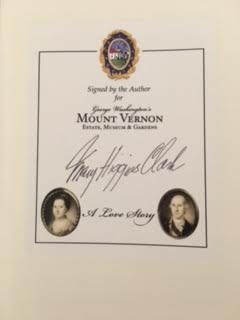 Signed by the Author
for
George Washington's
MOUNT VERNON
ESTATE, MUSEUM & GARDENS
Mary Higgins Clark
A Love Story